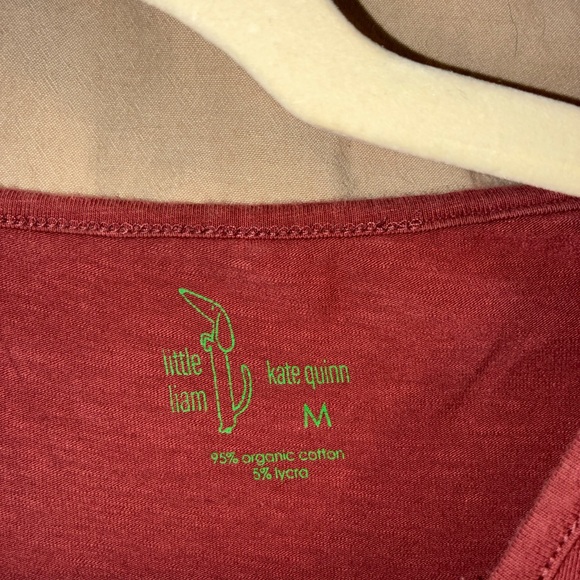 little
liam
kate quinn
M
95% organic cotton
5% lycra